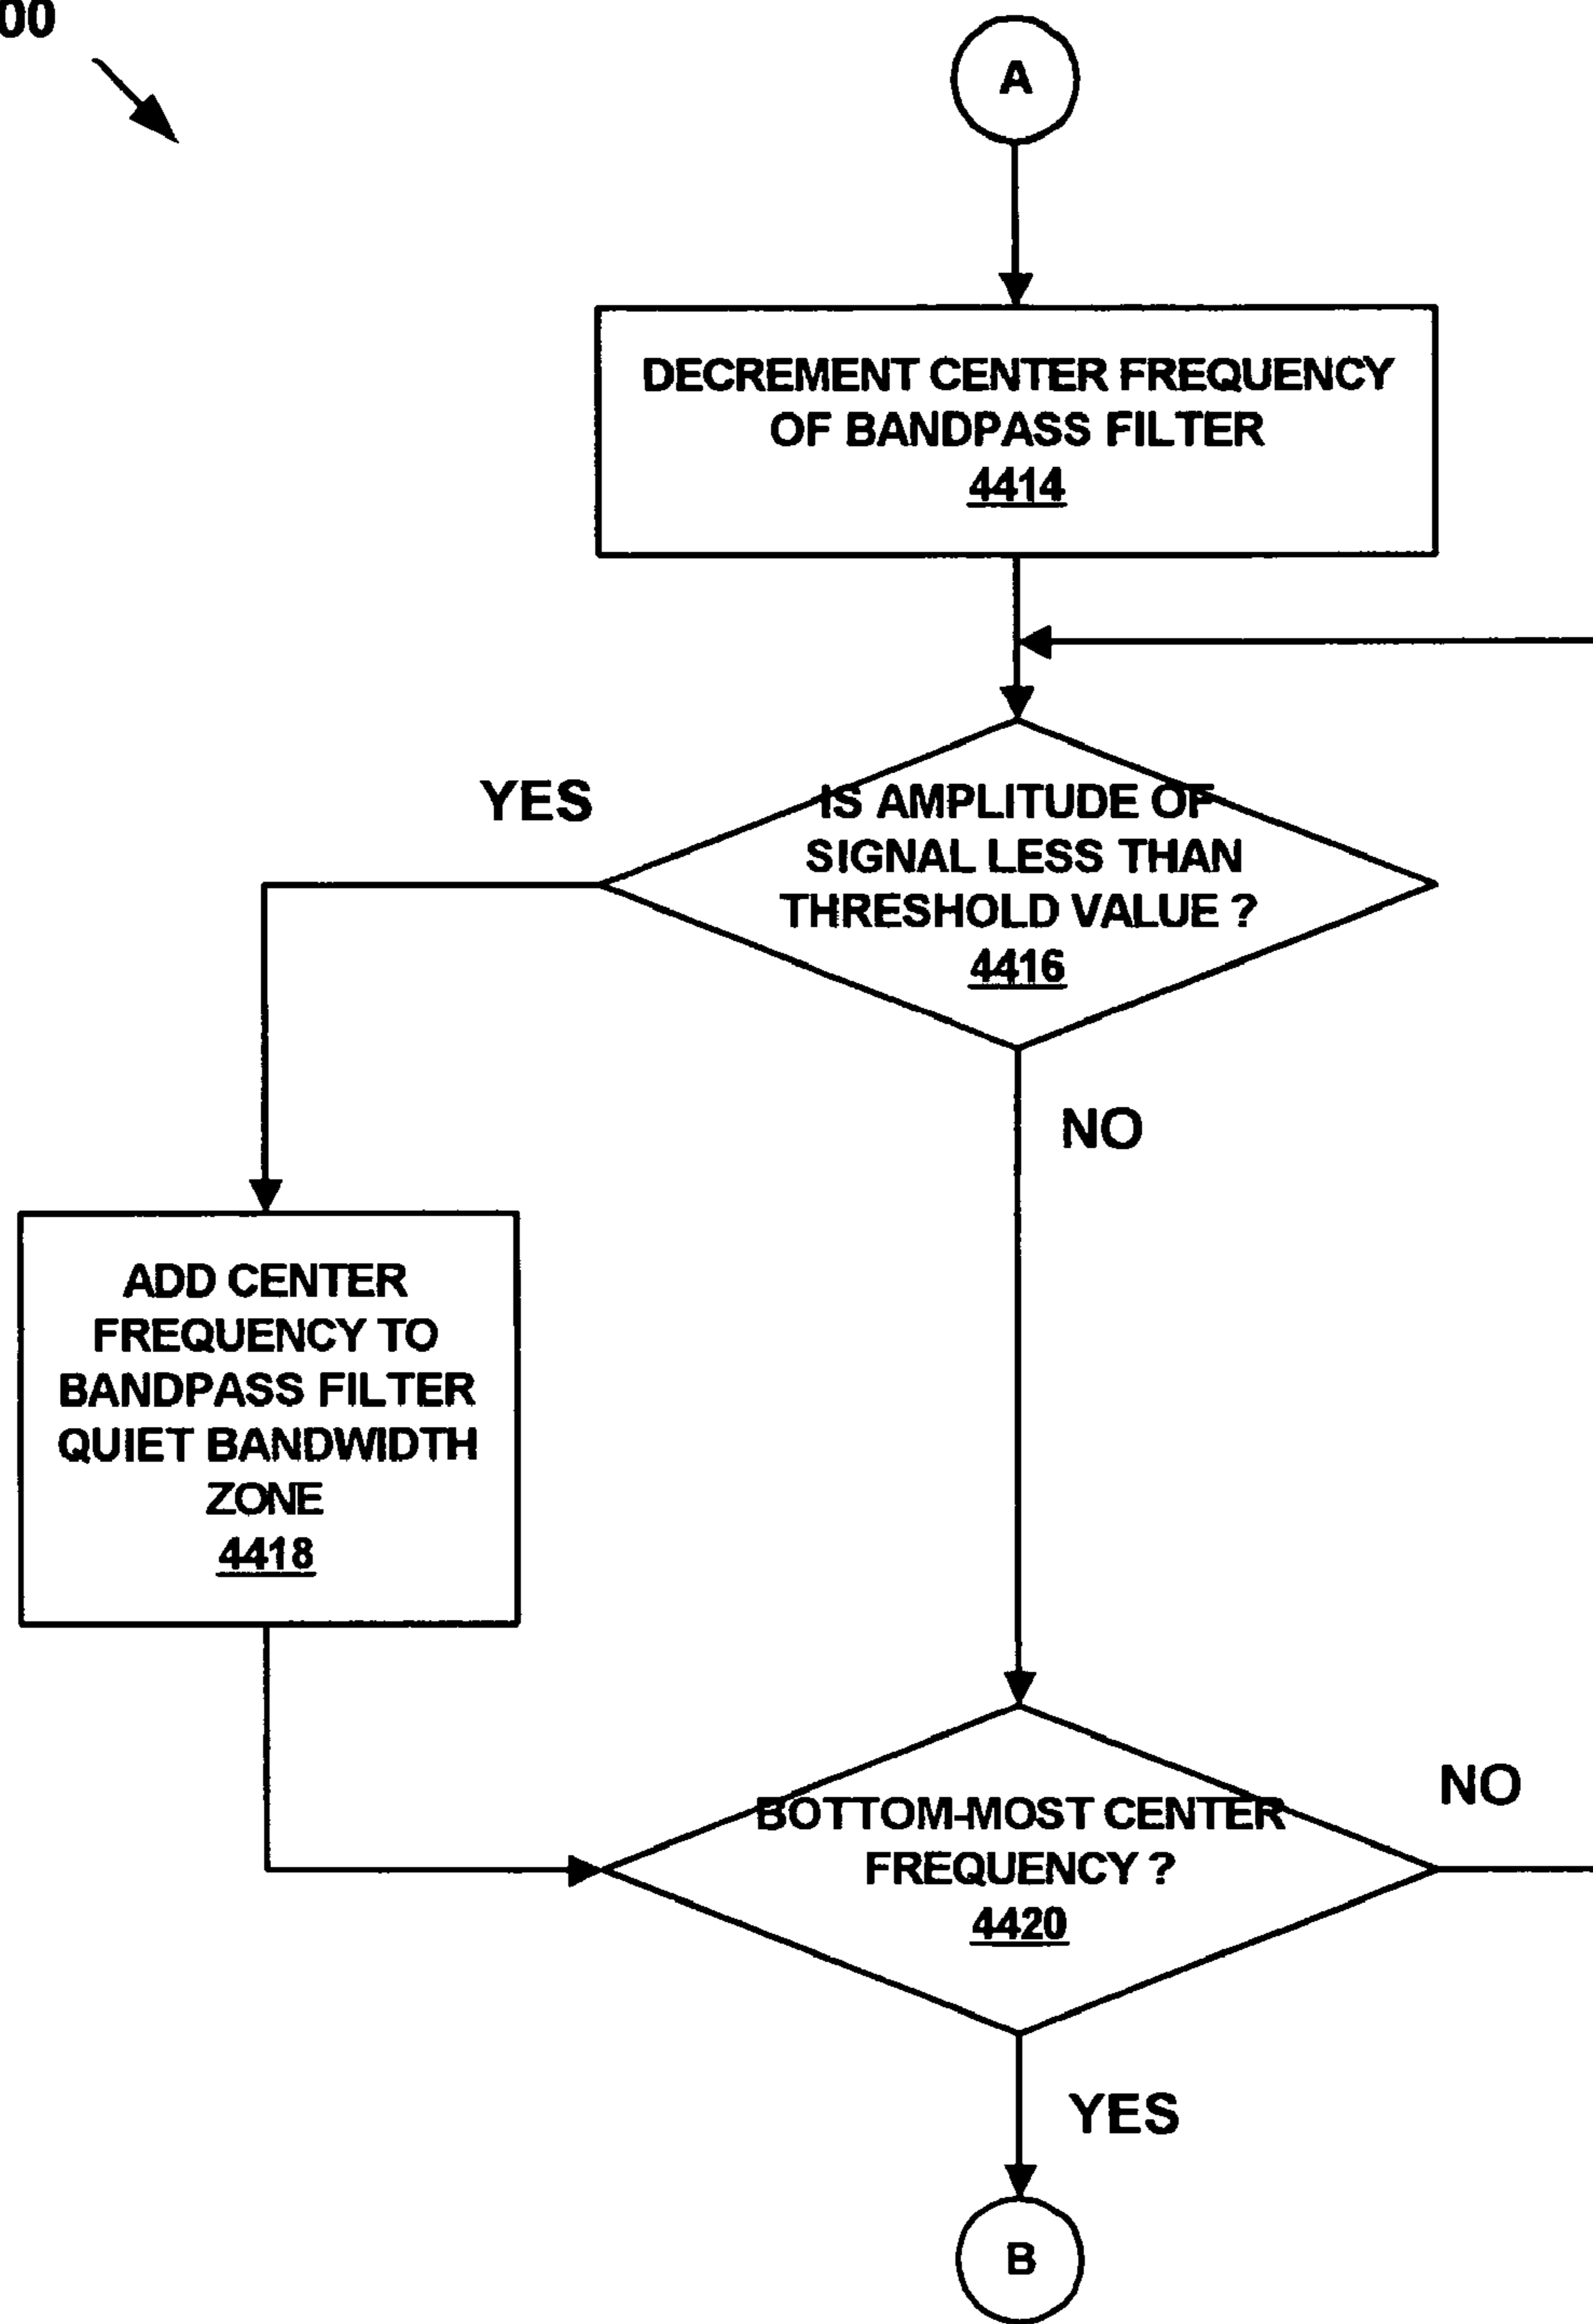 00
A
DECREMENT CENTER FREQUENCY
OF BANDPASS FILTER
4414
YES
IS AMPLITUDE OF
SIGNAL LESS THAN
THRESHOLD VALUE ?
4416
NO
ADD CENTER
FREQUENCY TO
BANDPASS FILTER
QUIET BANDWIDTH
ZONE
4418
BOTTOM-MOST CENTER
FREQUENCY ?
4420
NO
YES
B